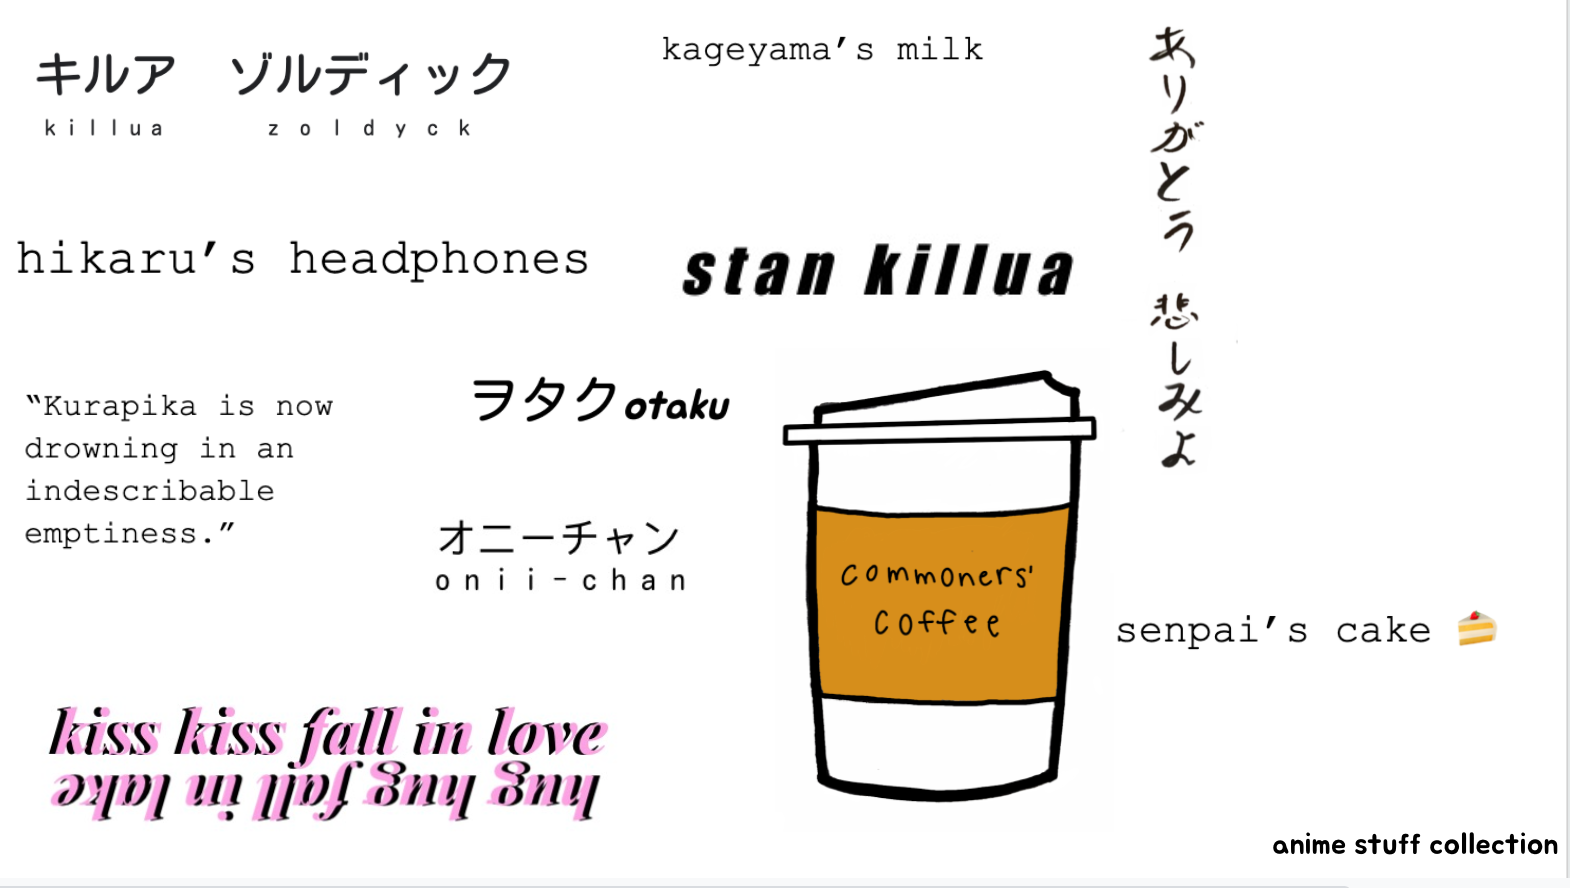 キルア ゾルディック
killua zoldyck
kageyama's milk
ありがとう 悲しみよ
hikaru's headphones
stan killua
“Kurapika is now
drowning in an
indescribable
emptiness.”
ヲタク otaku
オニーチャン
onii-chan
commoners'
coffee
senpai's cake 🍰
kiss kiss fall in love
hug hug fall in lake
anime stuff collection